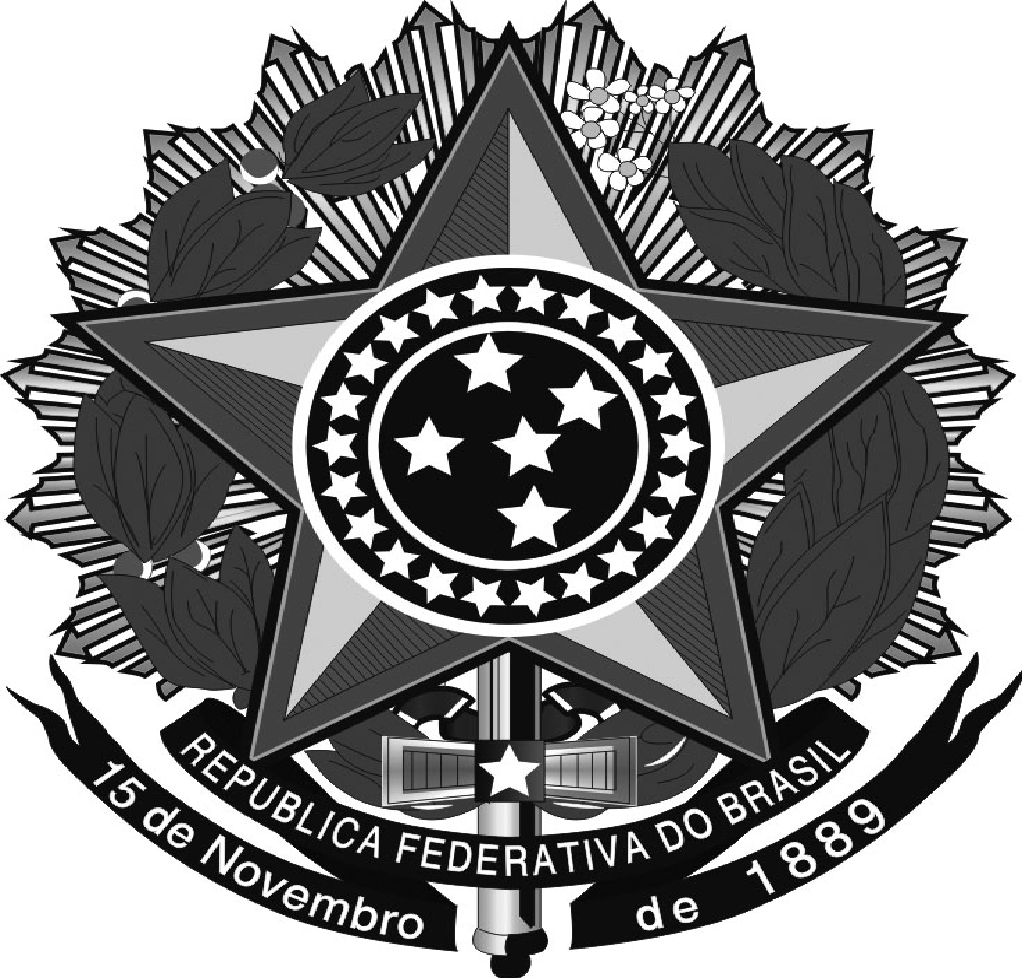 REPUBLICA FEDERATIVA DO BRASIL
15 de Novembro de 1889